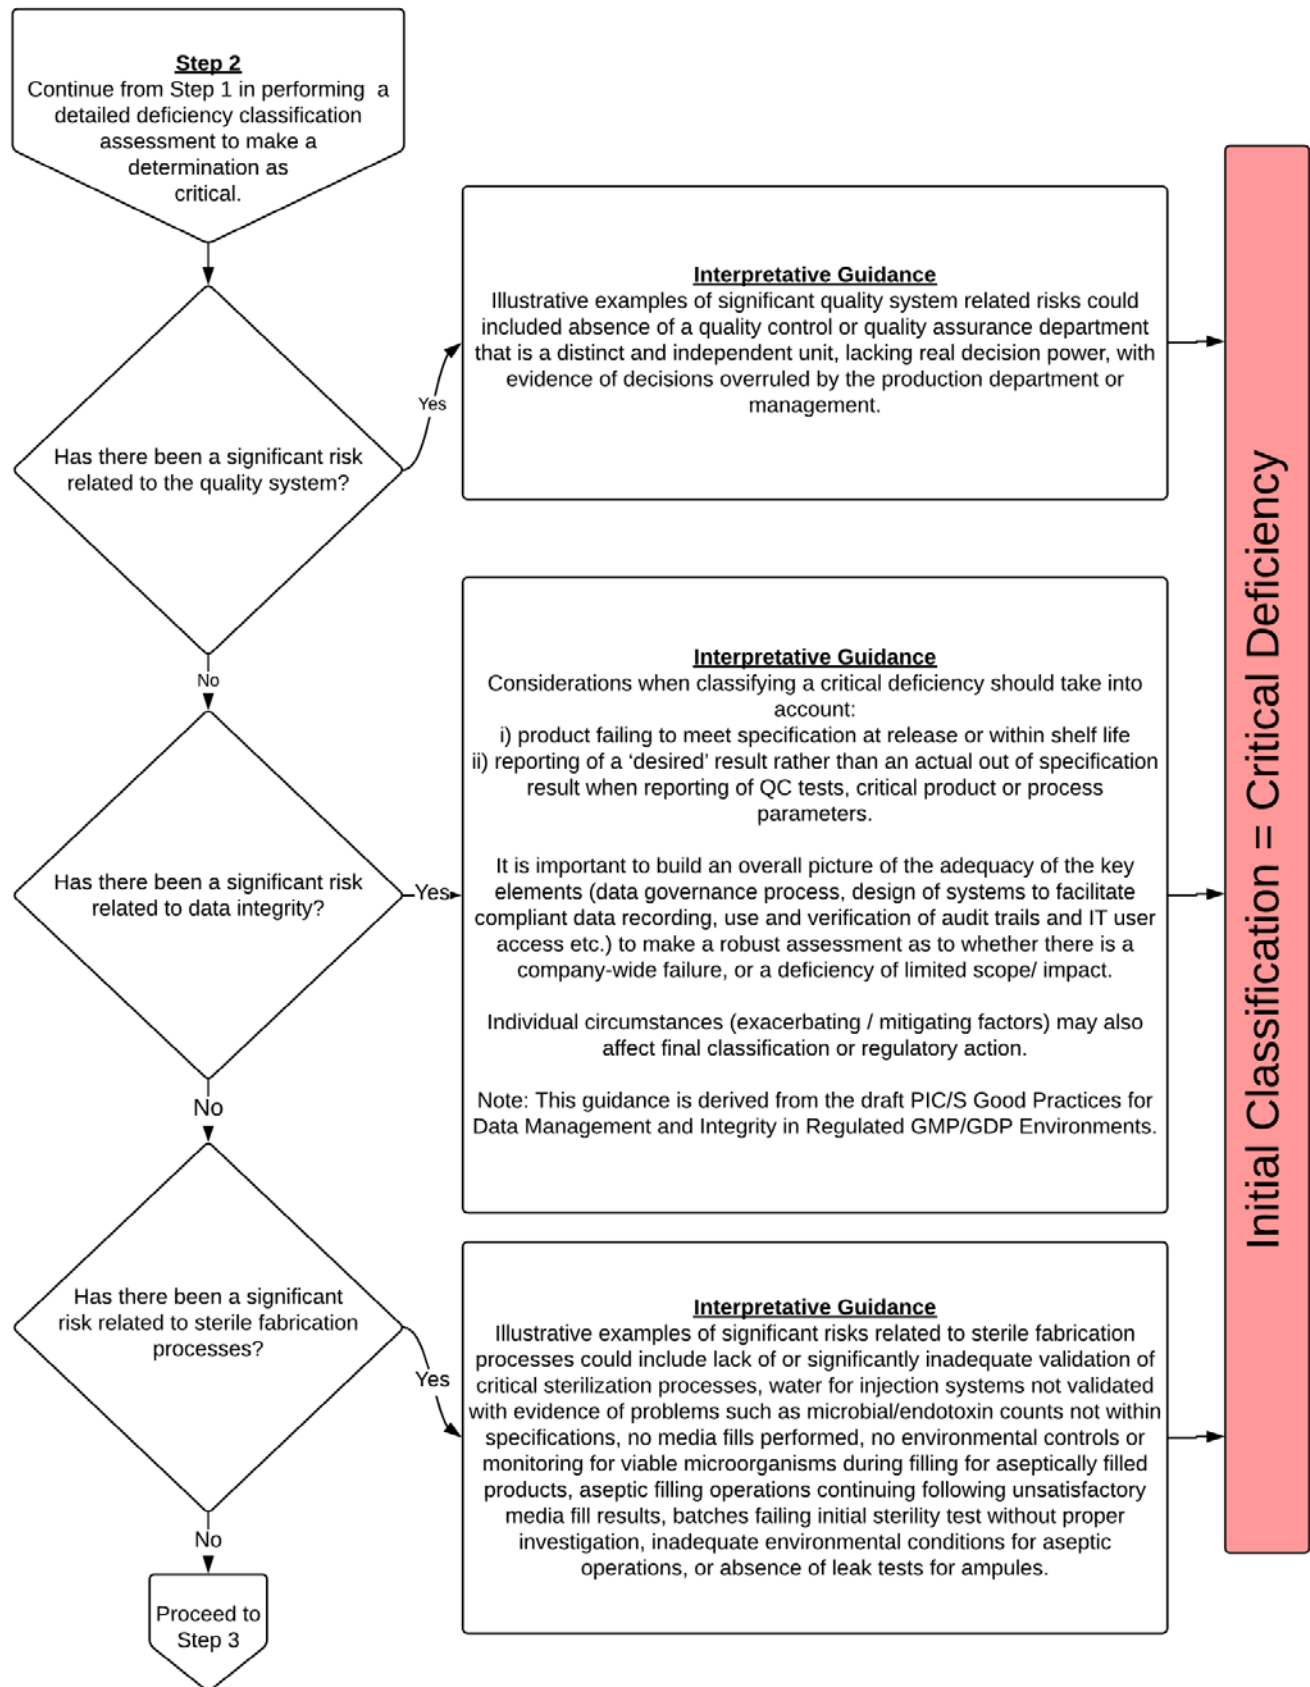 Step 2
Continue from Step 1 in performing a
detailed deficiency classification
assessment to make a
determination as
critical.
Interpretative Guidance
Illustrative examples of significant quality system related risks could
included absence of a quality control or quality assurance department
that is a distinct and independent unit, lacking real decision power, with
evidence of decisions overruled by the production department or
management.
Yes
Has there been a significant risk
related to the quality system?
No
Interpretative Guidance
Considerations when classifying a critical deficiency should take into
account:
i) product failing to meet specification at release or within shelf life
ii) reporting of a ‘desired’ result rather than an actual out of specification
result when reporting of QC tests, critical product or process
parameters.
It is important to build an overall picture of the adequacy of the key
elements (data governance process, design of systems to facilitate
compliant data recording, use and verification of audit trails and IT user
access etc.) to make a robust assessment as to whether there is a
company-wide failure, or a deficiency of limited scope/ impact.
Individual circumstances (exacerbating / mitigating factors) may also
affect final classification or regulatory action.
Note: This guidance is derived from the draft PIC/S Good Practices for
Data Management and Integrity in Regulated GMP/GDP Environments.
Has there been a significant risk
related to data integrity?
Yes
No
Has there been a significant
risk related to sterile fabrication
processes?
Yes
Interpretative Guidance
Illustrative examples of significant risks related to sterile fabrication
processes could include lack of or significantly inadequate validation of
critical sterilization processes, water for injection systems not validated
with evidence of problems such as microbial/endotoxin counts not within
specifications, no media fills performed, no environmental controls or
monitoring for viable microorganisms during filling for aseptically filled
products, aseptic filling operations continuing following unsatisfactory
media fill results, batches failing initial sterility test without proper
investigation, inadequate environmental conditions for aseptic
operations, or absence of leak tests for ampules.
No
Proceed to
Step 3
Initial Classification = Critical Deficiency